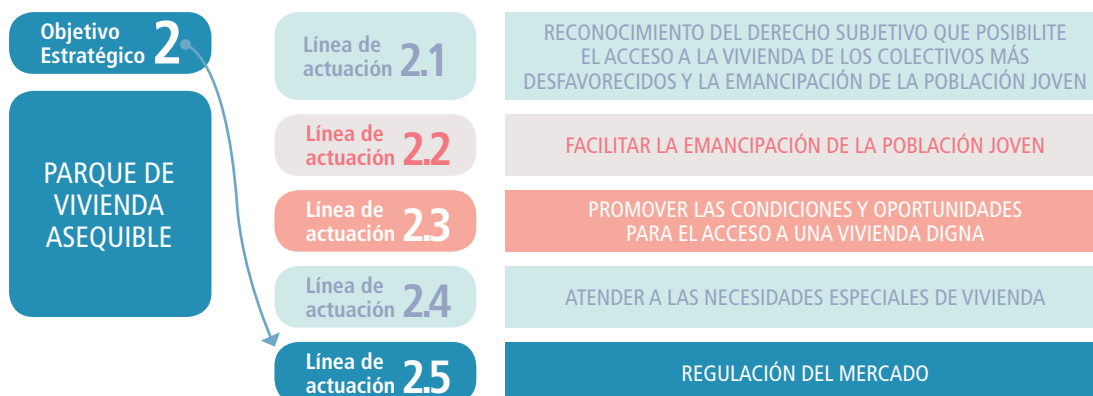 Objetivo
Estratégico 2
PARQUE DE
VIVIENDA
ASEQUIBLE
Línea de
actuación 2.1
RECONOCIMIENTO DEL DERECHO SUBJETIVO QUE POSIBILITE
EL ACCESO A LA VIVIENDA DE LOS COLECTIVOS MÁS
DESFAVORECIDOS Y LA EMANCIPACIÓN DE LA POBLACIÓN JOVEN
Línea de
actuación 2.2
FACILITAR LA EMANCIPACIÓN DE LA POBLACIÓN JOVEN
Línea de
actuación 2.3
PROMOVER LAS CONDICIONES Y OPORTUNIDADES
PARA EL ACCESO A UNA VIVIENDA DIGNA
Línea de
actuación 2.4
ATENDER A LAS NECESIDADES ESPECIALES DE VIVIENDA
Línea de
actuación 2.5
REGULACIÓN DEL MERCADO